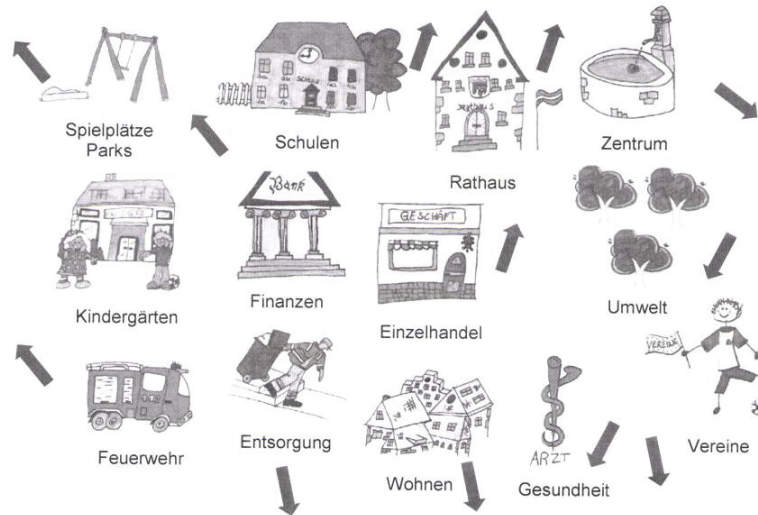 SCHULE
Rathaus
Spielplätze
Parks
Schulen
Zentrum
Rathaus
Bank
GESCHÄFT
Kindergärten
Finanzen
Einzelhandel
Umwelt
VEREINE
Feuerwehr
Entsorgung
Wohnen
ARZT
Gesundheit
Vereine